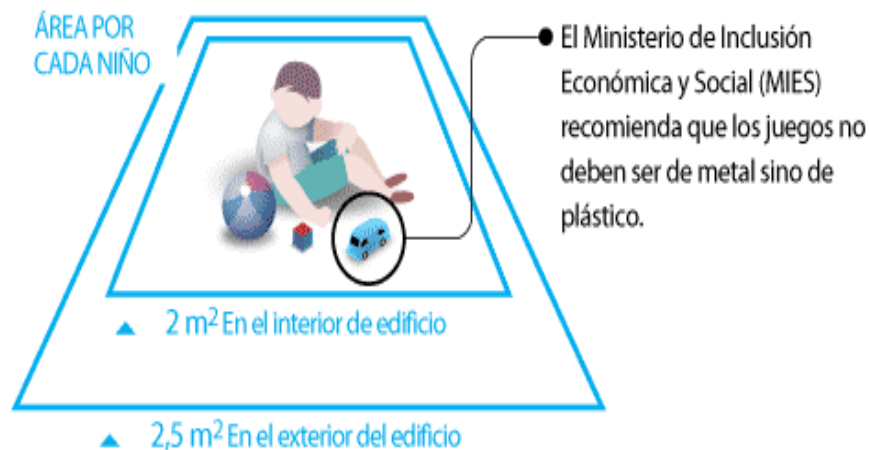 ÁREA POR
CADA NIÑO
El Ministerio de Inclusión
Económica y Social (MIES)
recomienda que los juegos no
deben ser de metal sino de
plástico.
2 m² En el interior de edificio
2,5 m² En el exterior del edificio